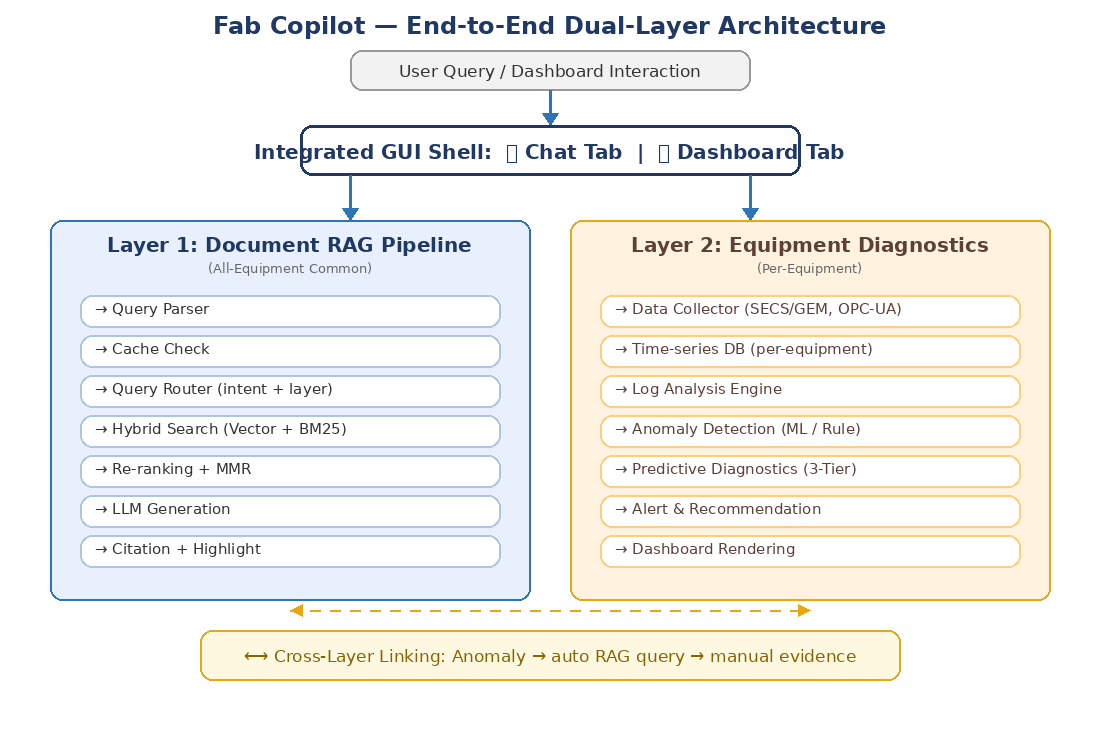 Fab Copilot — End-to-End Dual-Layer Architecture
User Query / Dashboard Interaction
Integrated GUI Shell: ▯ Chat Tab | ▯ Dashboard Tab
Layer 1: Document RAG Pipeline
(All-Equipment Common)
→ Query Parser
→ Cache Check
→ Query Router (intent + layer)
→ Hybrid Search (Vector + BM25)
→ Re-ranking + MMR
→ LLM Generation
→ Citation + Highlight
Layer 2: Equipment Diagnostics
(Per-Equipment)
→ Data Collector (SECS/GEM, OPC-UA)
→ Time-series DB (per-equipment)
→ Log Analysis Engine
→ Anomaly Detection (ML / Rule)
→ Predictive Diagnostics (3-Tier)
→ Alert & Recommendation
→ Dashboard Rendering
⟷ Cross-Layer Linking: Anomaly → auto RAG query → manual evidence